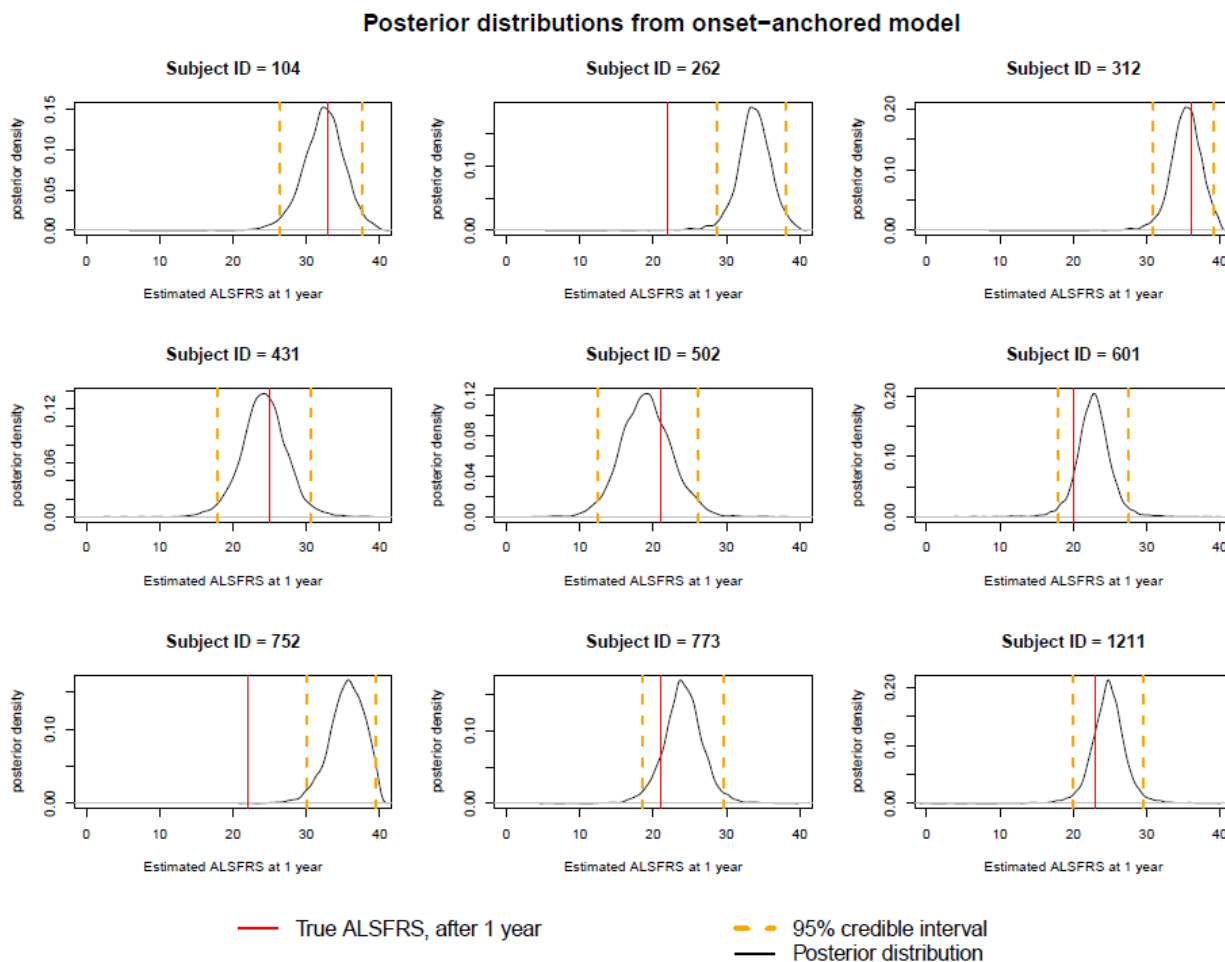 Posterior distributions from onset−anchored model
Subject ID = 104
Subject ID = 262
Subject ID = 312
posterior density
0.00 0.05 0.10 0.15
0 10 20 30 40
Estimated ALSFRS at 1 year
posterior density
0.00 0.10
0 10 20 30 40
Estimated ALSFRS at 1 year
posterior density
0.00 0.10 0.20
0 10 20 30 40
Estimated ALSFRS at 1 year
Subject ID = 431
Subject ID = 502
Subject ID = 601
posterior density
0.00 0.06 0.12
0 10 20 30 40
Estimated ALSFRS at 1 year
posterior density
0.00 0.04 0.08 0.12
0 10 20 30 40
Estimated ALSFRS at 1 year
posterior density
0.00 0.10 0.20
0 10 20 30 40
Estimated ALSFRS at 1 year
Subject ID = 752
Subject ID = 773
Subject ID = 1211
posterior density
0.00 0.10
0 10 20 30 40
Estimated ALSFRS at 1 year
posterior density
0.00 0.10
0 10 20 30 40
Estimated ALSFRS at 1 year
posterior density
0.00 0.10 0.20
0 10 20 30 40
Estimated ALSFRS at 1 year
True ALSFRS, after 1 year
95% credible interval
Posterior distribution